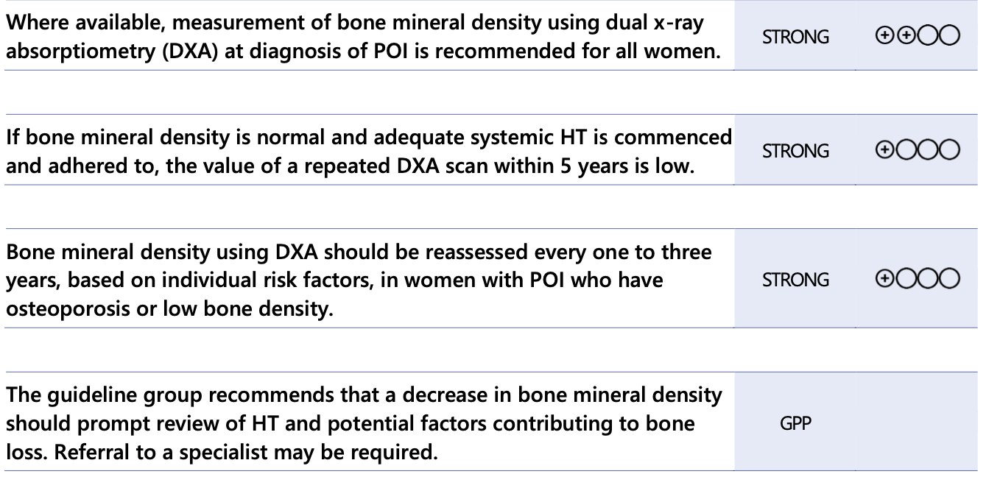 Where available, measurement of bone mineral density using dual x-ray
absorptiometry (DXA) at diagnosis of POI is recommended for all women.
STRONG ⊕⊕○○
If bone mineral density is normal and adequate systemic HT is commenced
and adhered to, the value of a repeated DXA scan within 5 years is low.
STRONG ⊕○○○
Bone mineral density using DXA should be reassessed every one to three
years, based on individual risk factors, in women with POI who have
osteoporosis or low bone density.
STRONG ⊕○○○
The guideline group recommends that a decrease in bone mineral density
should prompt review of HT and potential factors contributing to bone
loss. Referral to a specialist may be required.
GPP